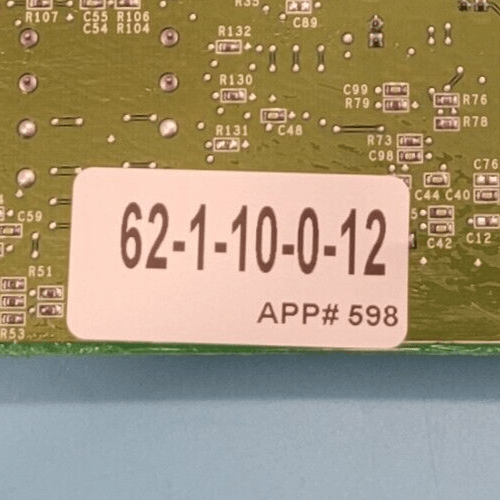 R107
C55
C54
R106
R104
R35
C89
R132
R130
C99
R79
R76
R78
C48
R131
R73
C98
C76
C44
C40
C59
C42
C12
R51
R53
62-1-10-0-12
APP# 598